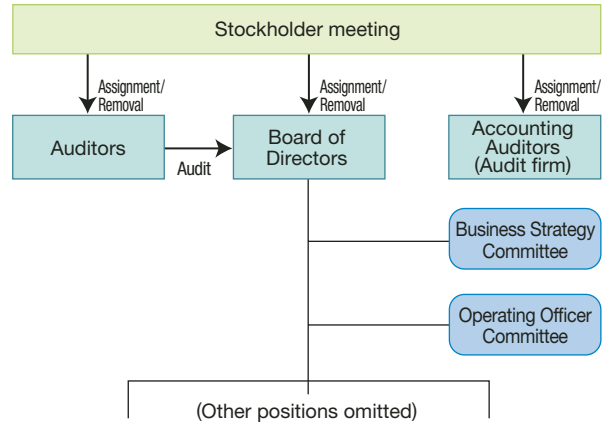 Stockholder meeting
Assignment/
Removal
Assignment/
Removal
Assignment/
Removal
Auditors
Audit
Board of
Directors
Accounting
Auditors
(Audit firm)
Business Strategy
Committee
Operating Officer
Committee
(Other positions omitted)